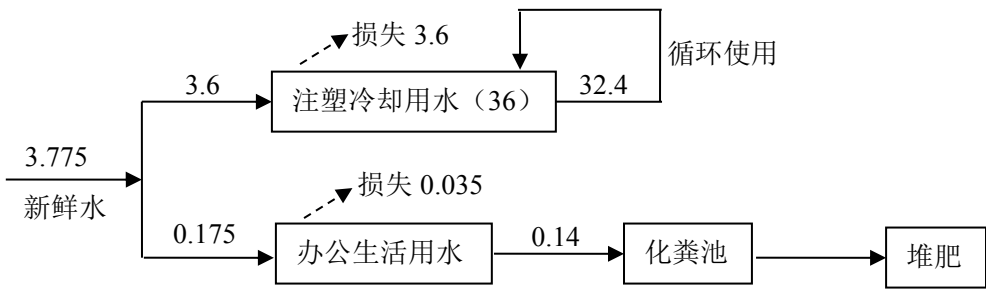 损失 3.6
循环使用
3.6
注塑冷却用水（36）
32.4
3.775
新鲜水
损失 0.035
0.175
办公生活用水
0.14
化粪池
堆肥